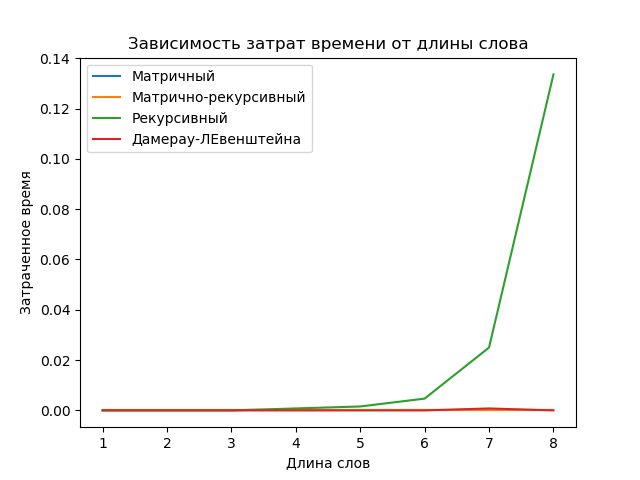 Зависимость затрат времени от длины слова
Матричный
Матрично-рекурсивный
Рекурсивный
Дамерау-ЛЕвенштейна
Затраченное время
0.14
0.12
0.10
0.08
0.06
0.04
0.02
0.00
1 2 3 4 5 6 7 8
Длина слов